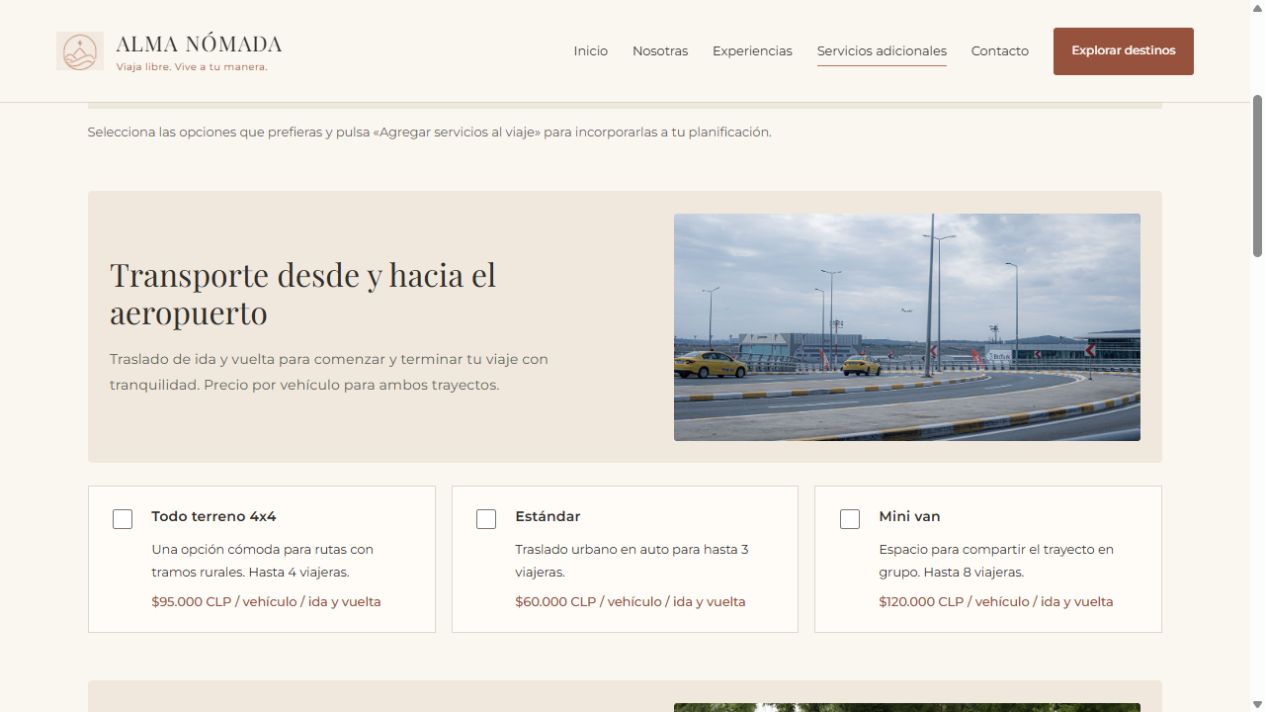 ALMA NÓMADA
Viaja libre. Vive a tu manera.
Inicio
Nosotras
Experiencias
Servicios adicionales
Contacto
Explorar destinos
Selecciona las opciones que prefieras y pulsa «Agregar servicios al viaje» para incorporarlas a tu planificación.
Transporte desde y hacia el
aeropuerto
Traslado de ida y vuelta para comenzar y terminar tu viaje con
tranquilidad. Precio por vehículo para ambos trayectos.
Todo terreno 4x4
Una opción cómoda para rutas con
tramos rurales. Hasta 4 viajeras.
$95.000 CLP / vehículo / ida y vuelta
Estándar
Traslado urbano en auto para hasta 3
viajeras.
$60.000 CLP / vehículo / ida y vuelta
Mini van
Espacio para compartir el trayecto en
grupo. Hasta 8 viajeras.
$120.000 CLP / vehículo / ida y vuelta